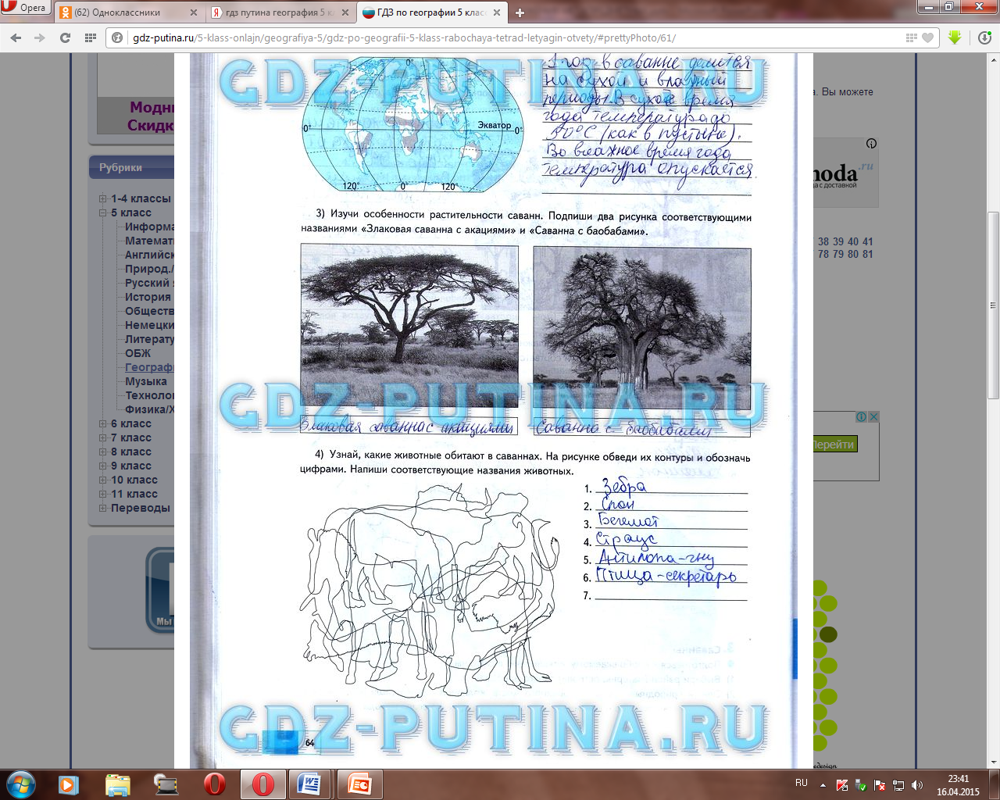 Opera
(62) Одноклассники
гдз путина география 5 кл
ГДЗ по географии 5 класс
gdz-putina.ru/5-klass-onlajn/geografiya-5/gdz-po-geografii-5-klass-rabochaya-tetrad-letyagin-otvety/#prettyPhoto/61/
Модн
Скидк
Рубрики
1-4 классы
5 класс
Информа
Математ
Английск
Природ./
Русский я
История
Обществ
Немецки
Литерату
ОБЖ
Географ
Музыка
Технолог
Физика/Х
6 класс
7 класс
8 класс
9 класс
10 класс
11 класс
Переводы
Мы
GDZ-PUTINA.RU
0°
Экватор
0°
0°
120°
0°
120°
Год в саванне делится
на сухой и влажный
периоды. В сухое время
года температура до
50°С (как в пустыне).
Во влажное время года
температура опускается.
3) Изучи особенности растительности саванн. Подпиши два рисунка соответствующими
названиями «Злаковая саванна с акациями» и «Саванна с баобабами».
GDZ-PUTINA.RU
Злаковая саванна с акациями
Саванна с баобабами
4) Узнай, какие животные обитают в саваннах. На рисунке обведи их контуры и обозначь
цифрами. Напиши соответствующие названия животных.
1. Зебра
2. Слон
3. Бегемот
4. Страус
5. Антилопа-гну
6. Птица-секретарь
7.
GDZ-PUTINA.RU
64
а. Вы можете
noda.ru
да с доставкой
38 39 40 41
78 79 80 81
Перейти
edesign
RU
23:41
16.04.2015